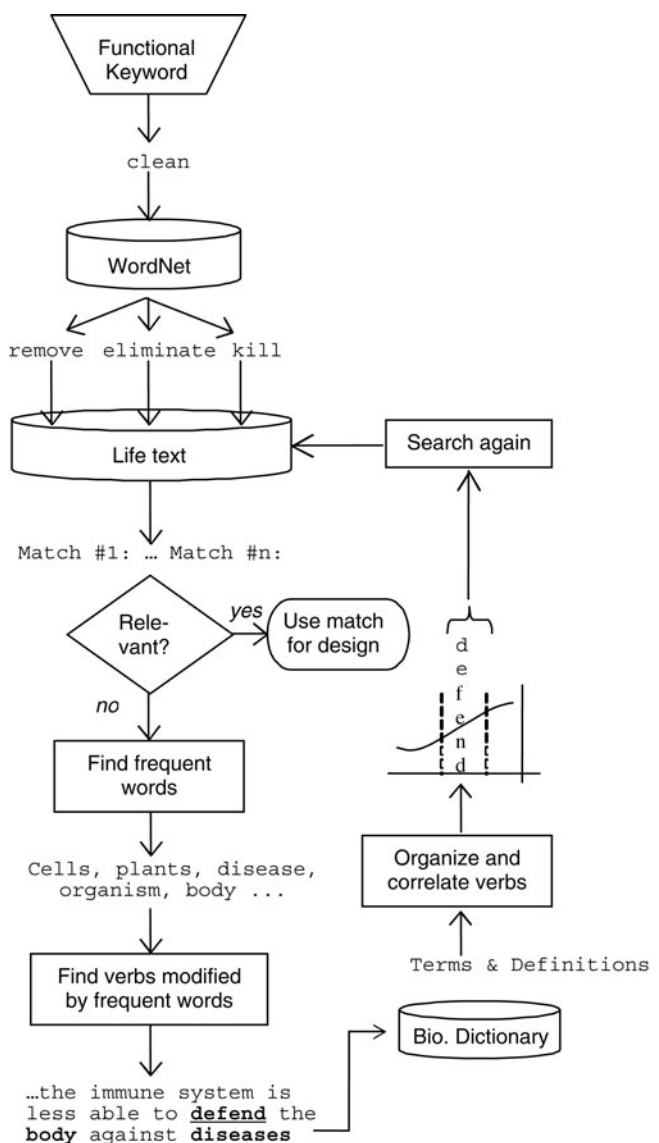 Functional
Keyword
clean
WordNet
remove eliminate kill
Life text
Search again
Match #1: … Match #n:
Rele-
vant?
yes
Use match
for design
no
Find frequent
words
Cells, plants, disease,
organism, body ...
Find verbs modified
by frequent words
…the immune system is
less able to defend the
body against diseases
Bio. Dictionary
Terms & Definitions
Organize and
correlate verbs
defend